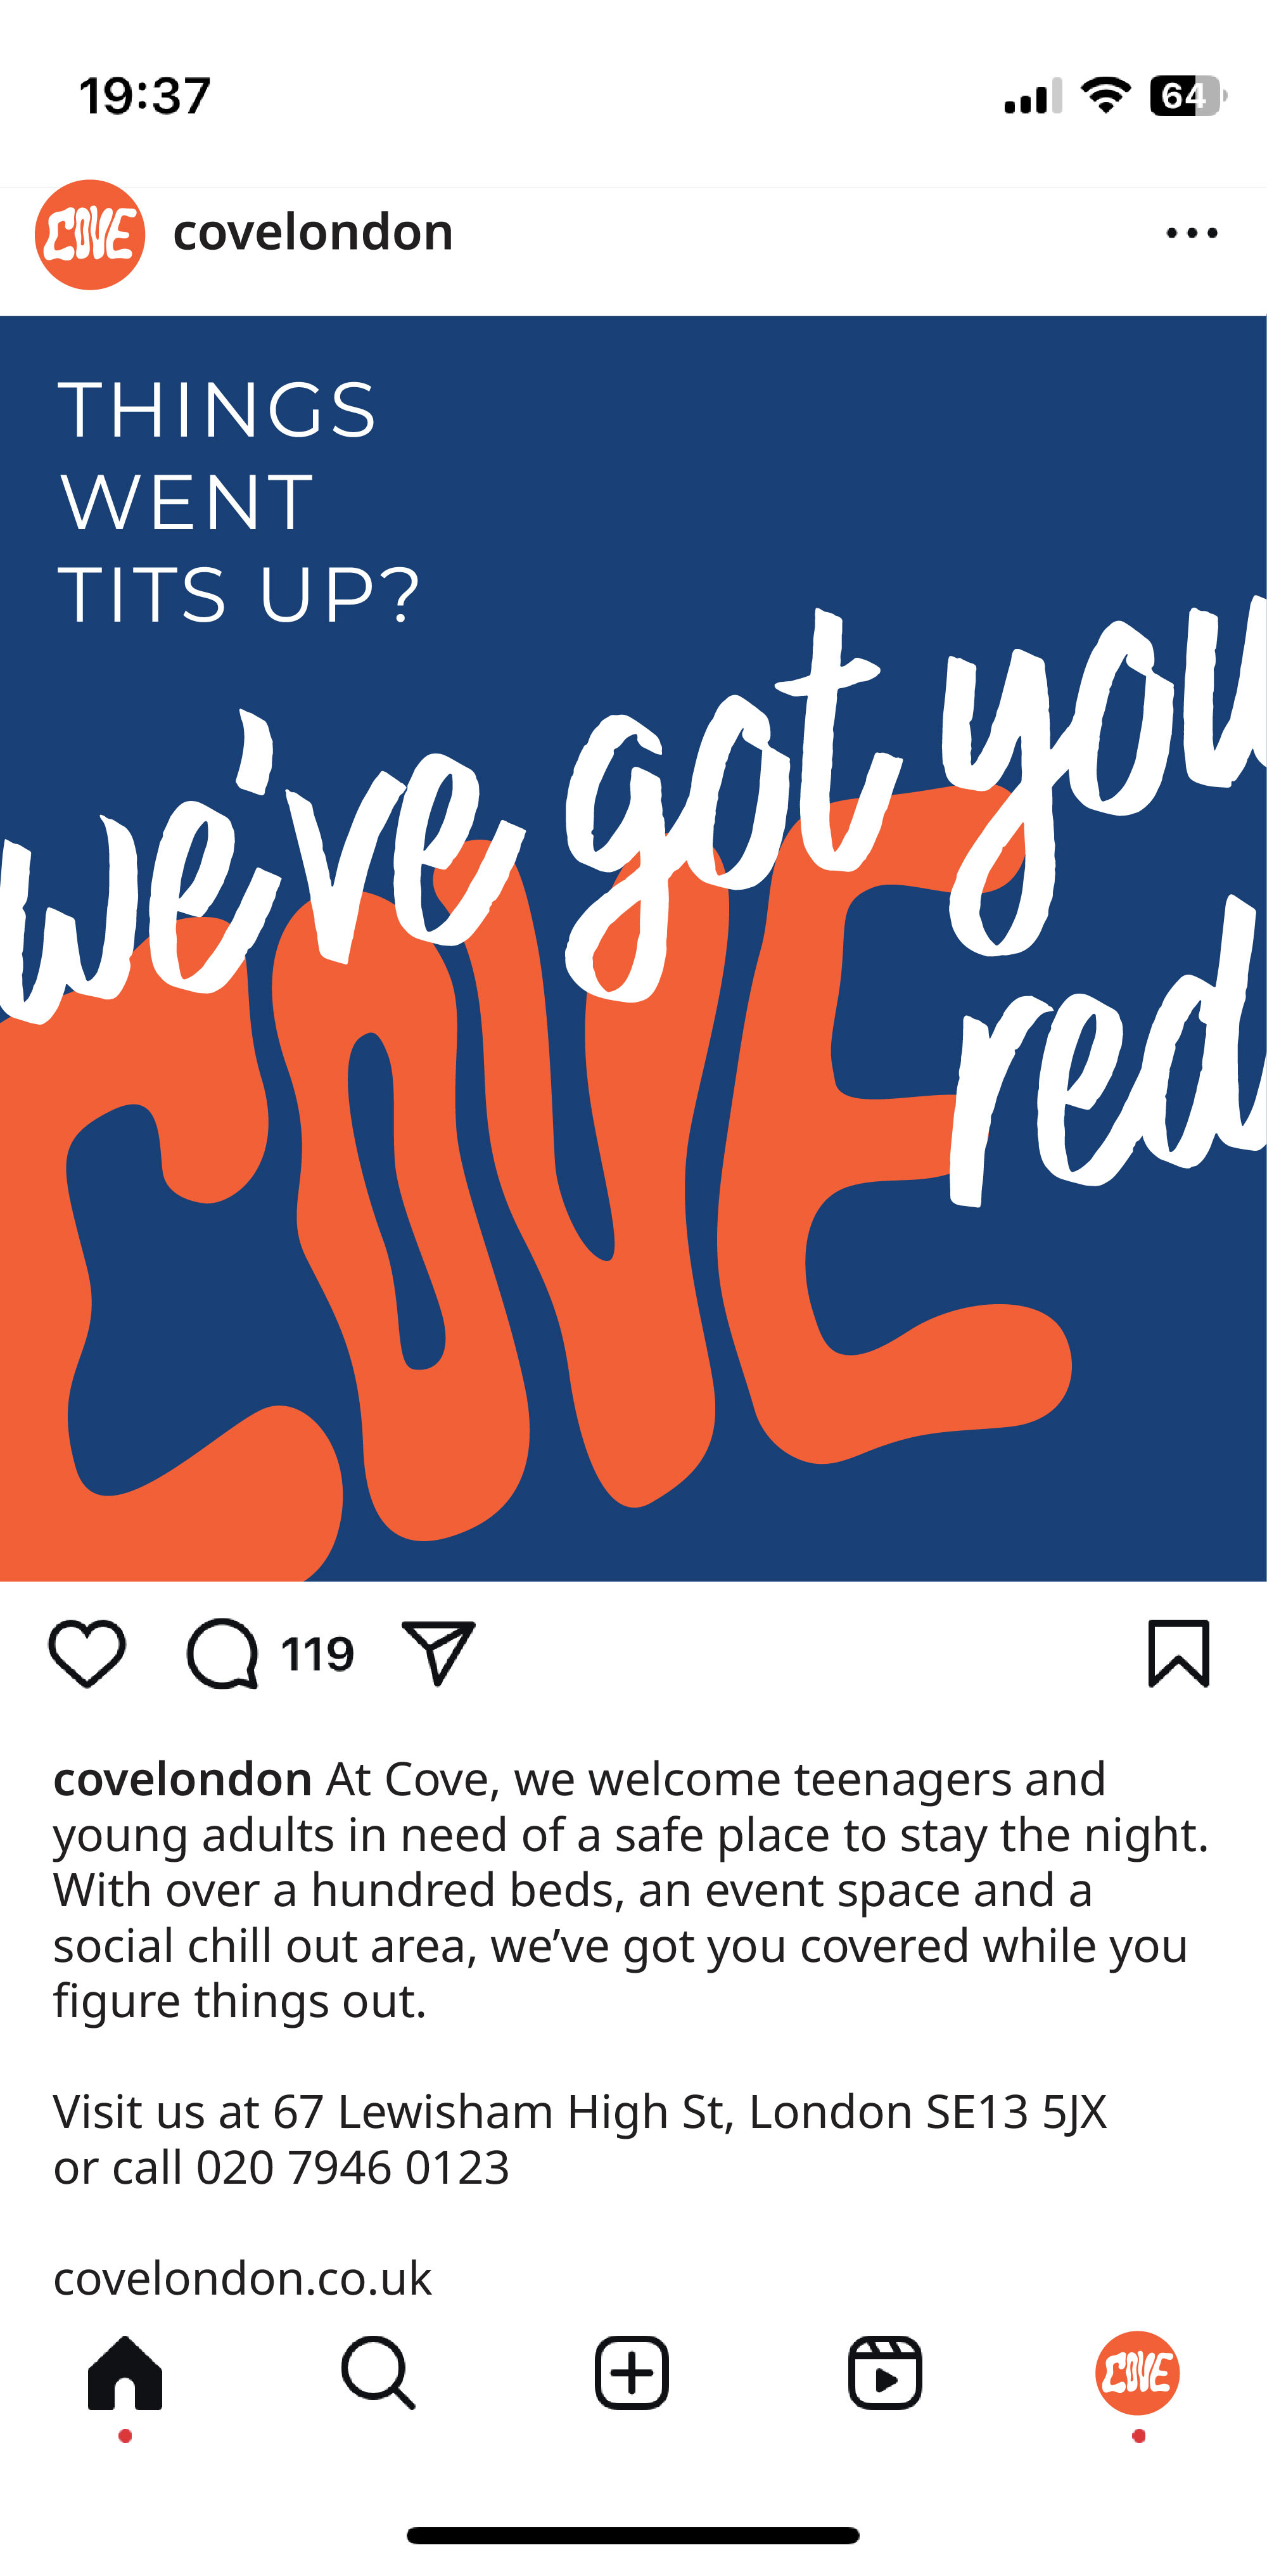 19:37
64
COVE
covelondon
THINGS
WENT
TITS UP?
we've got you
COVE
red
119
covelondon At Cove, we welcome teenagers and
young adults in need of a safe place to stay the night.
With over a hundred beds, an event space and a
social chill out area, we’ve got you covered while you
figure things out.
Visit us at 67 Lewisham High St, London SE13 5JX
or call 020 7946 0123
covelondon.co.uk
COVE